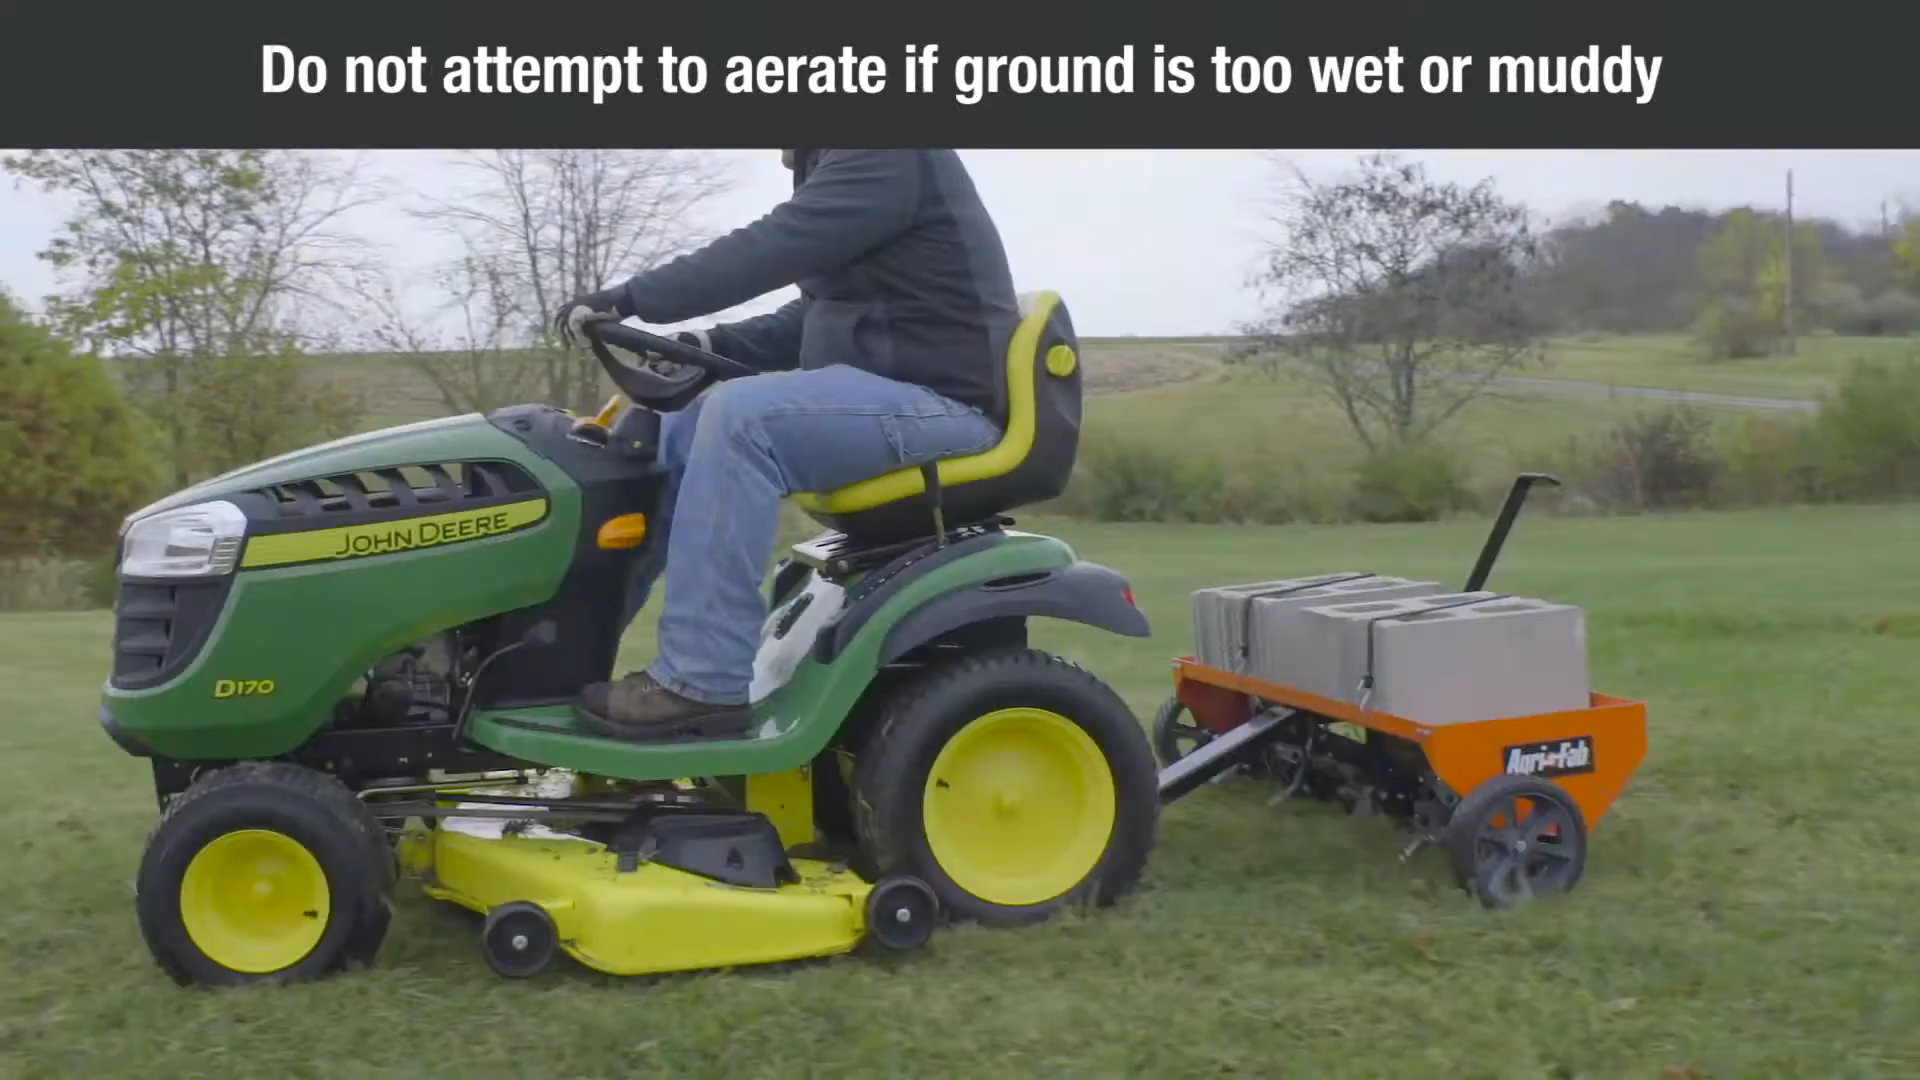 Do not attempt to aerate if ground is too wet or muddy
JOHN DEERE
D170
Agri-Fab